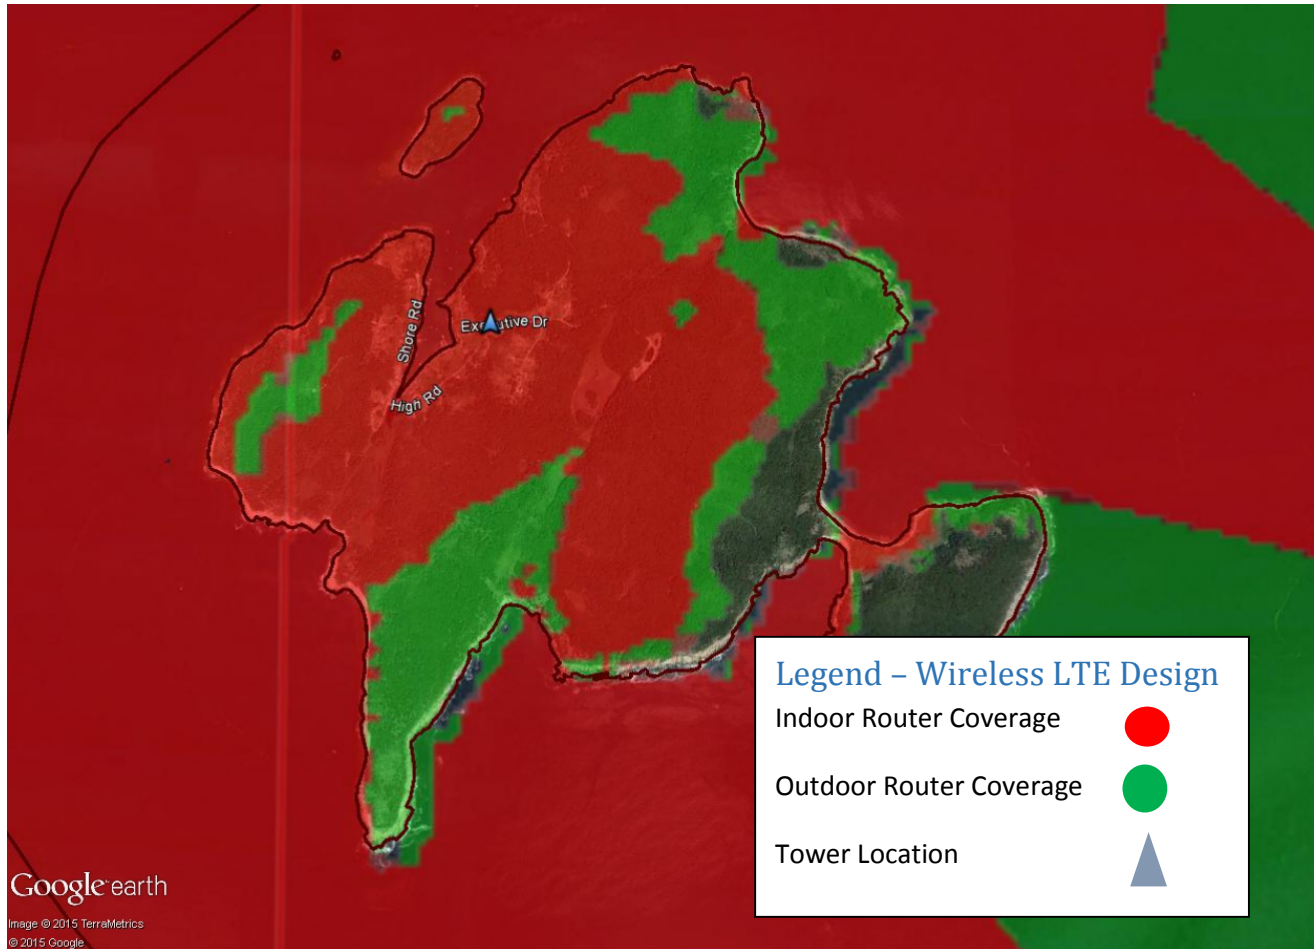 Shore Rd
Executive Dr
High Rd
Legend – Wireless LTE Design
Indoor Router Coverage
Outdoor Router Coverage
Tower Location
Google earth
Image © 2015 TerraMetrics
© 2015 Google